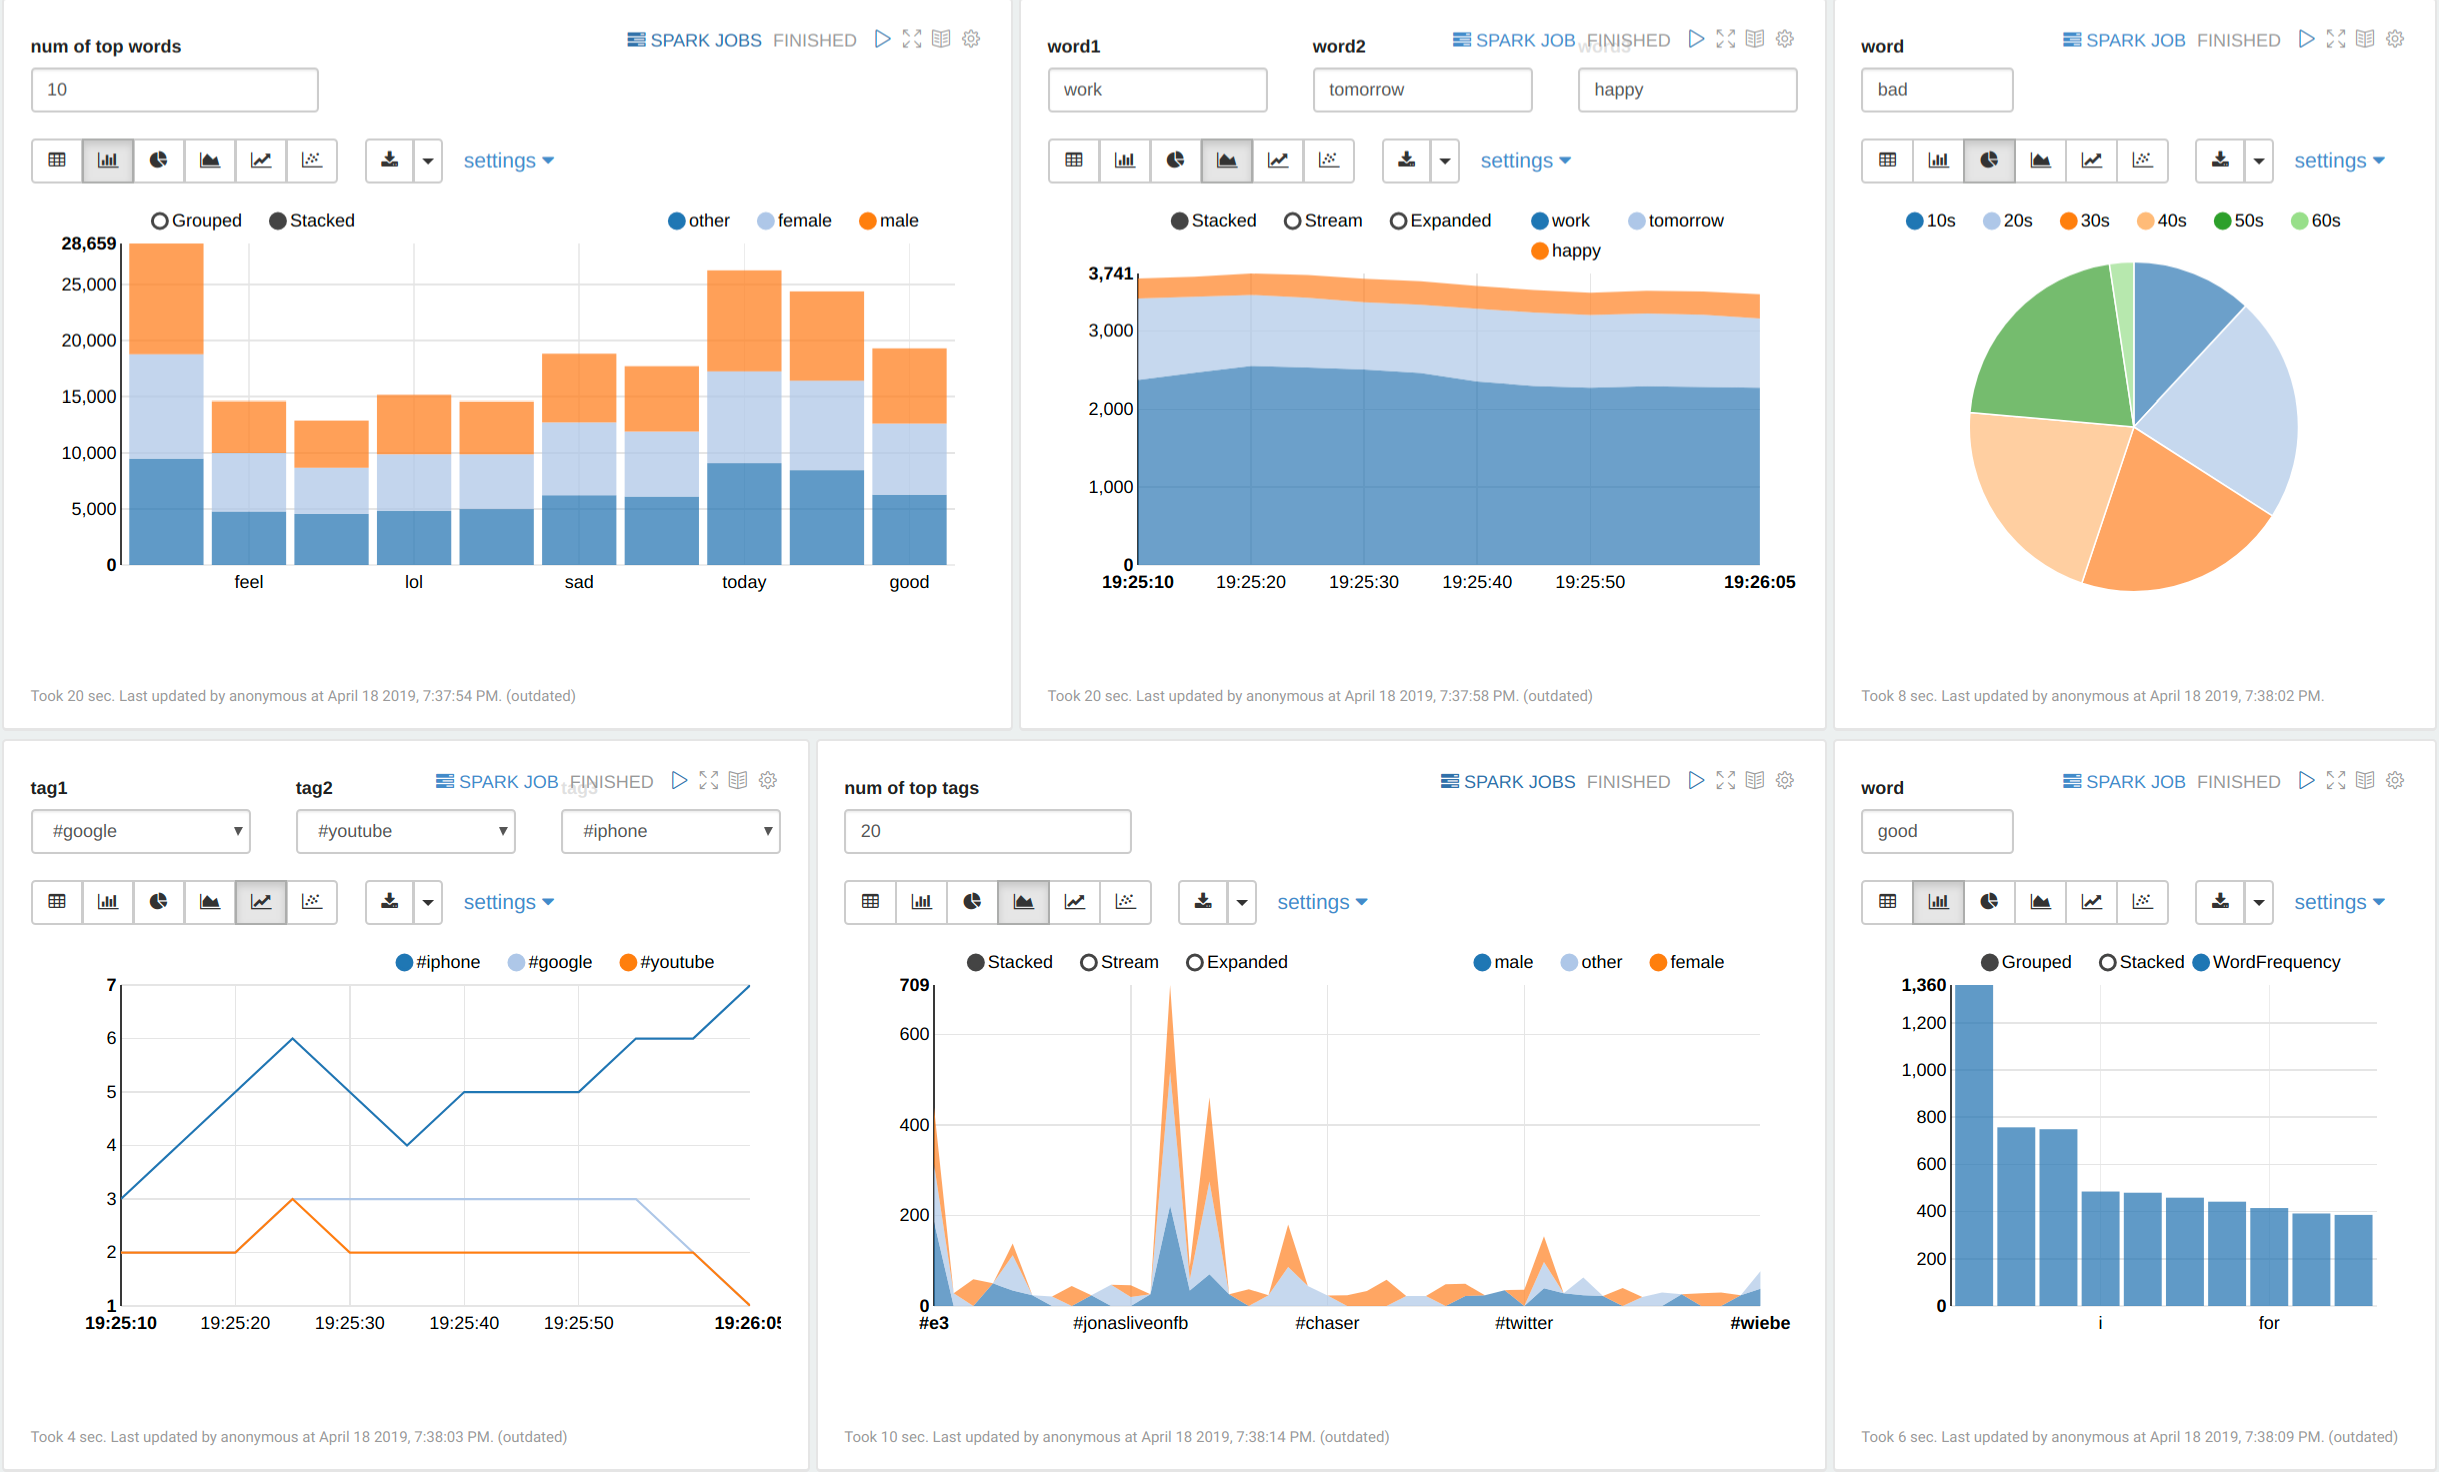 num of top words
SPARK JOBS FINISHED
10
settings
Grouped Stacked other female male
28,659
25,000
20,000
15,000
10,000
5,000
0
feel lol sad today good
Took 20 sec. Last updated by anonymous at April 18 2019, 7:37:54 PM. (outdated)
word1 word2 word3
SPARK JOB FINISHED
work tomorrow happy
settings
Stacked Stream Expanded work tomorrow
happy
3,741
3,000
2,000
1,000
0
19:25:10 19:25:20 19:25:30 19:25:40 19:25:50 19:26:05
Took 20 sec. Last updated by anonymous at April 18 2019, 7:37:58 PM. (outdated)
word
SPARK JOB FINISHED
bad
settings
10s 20s 30s 40s 50s 60s
Took 8 sec. Last updated by anonymous at April 18 2019, 7:38:02 PM.
tag1 tag2 tag3
SPARK JOB FINISHED
#google #youtube #iphone
settings
#iphone #google #youtube
7
6
5
4
3
2
1
19:25:10 19:25:20 19:25:30 19:25:40 19:25:50 19:26:05
Took 4 sec. Last updated by anonymous at April 18 2019, 7:38:03 PM. (outdated)
num of top tags
SPARK JOBS FINISHED
20
settings
Stacked Stream Expanded male other female
709
600
400
200
0
#e3 #jonasliveonfb #chaser #twitter #wiebe
Took 10 sec. Last updated by anonymous at April 18 2019, 7:38:14 PM. (outdated)
word
SPARK JOB FINISHED
good
settings
Grouped Stacked WordFrequency
1,360
1,200
1,000
800
600
400
200
0
i for
Took 6 sec. Last updated by anonymous at April 18 2019, 7:38:09 PM. (outdated)